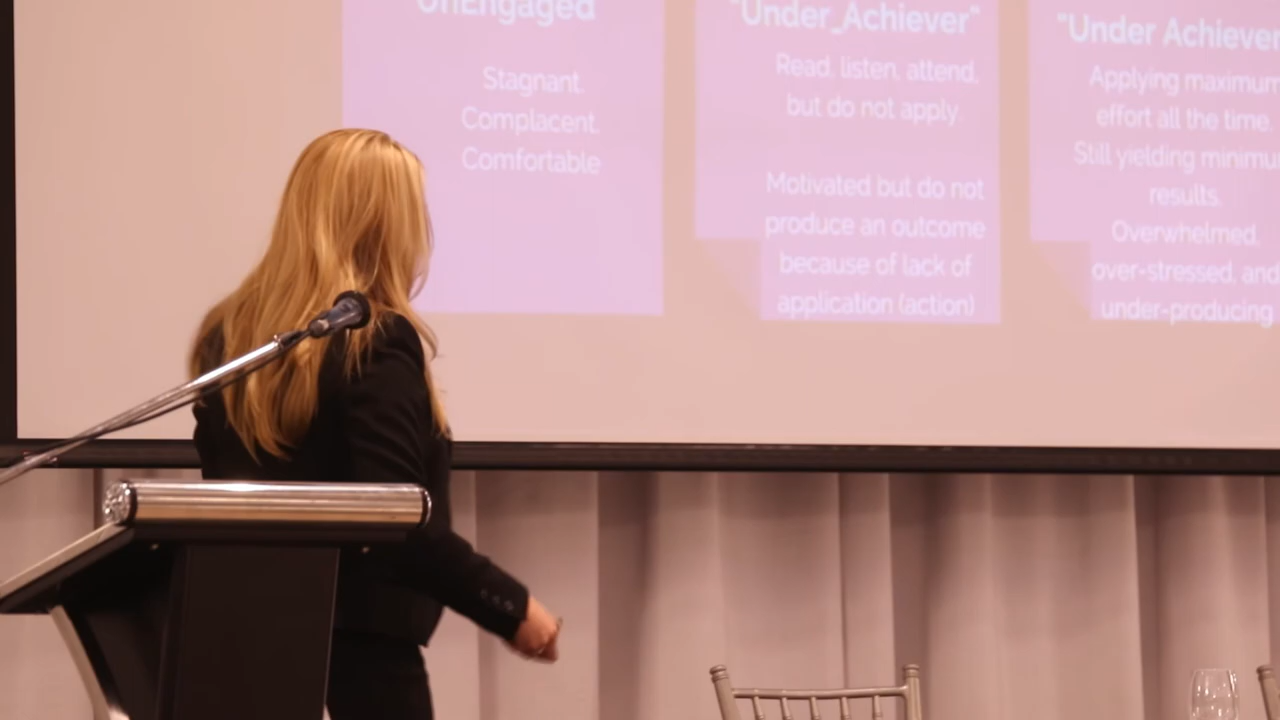 UnEngaged
Stagnant.
Complacent.
Comfortable
"Under_Achiever"
Read, listen, attend,
but do not apply.
Motivated but do not
produce an outcome
because of lack of
application (action)
"Under Achiever
Applying maximum
effort all the time.
Still yielding minimu
results.
Overwhelmed,
over-stressed, and
under-producing